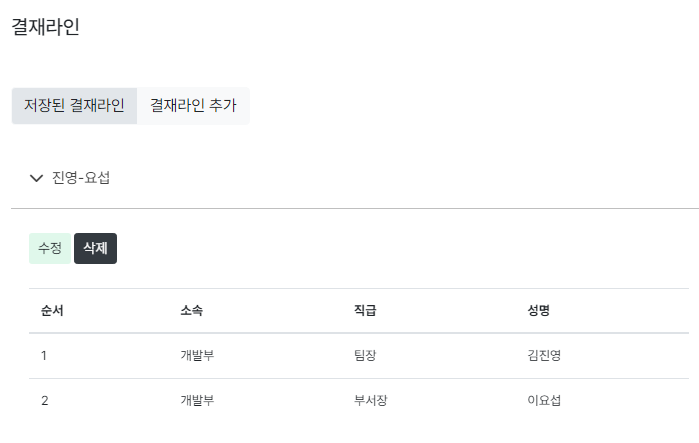 결재라인
저장된 결재라인 결재라인 추가
진영-요섭
수정 삭제
순서 소속 직급 성명
1 개발부 팀장 김진영
2 개발부 부서장 이요섭